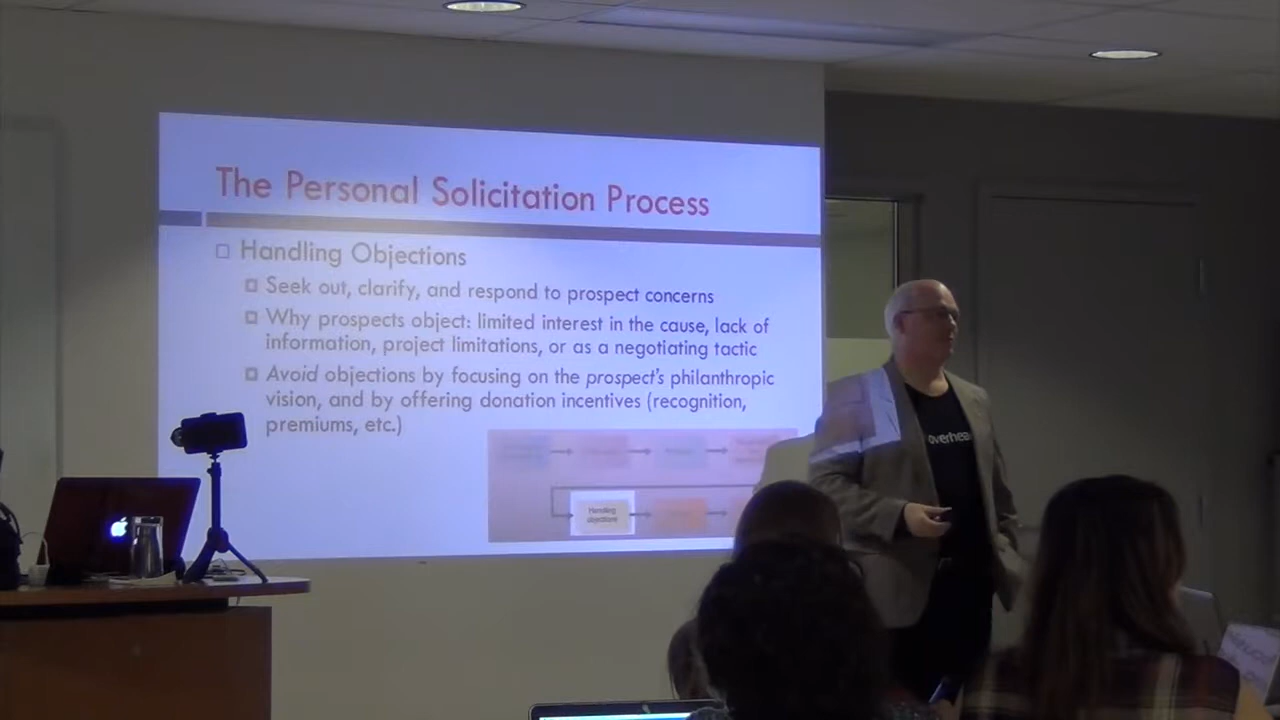 The Personal Solicitation Process
Handling Objections
Seek out, clarify, and respond to prospect concerns
Why prospects object: limited interest in the cause, lack of
information, project limitations, or as a negotiating tactic
Avoid objections by focusing on the prospect's philanthropic
vision, and by offering donation incentives (recognition,
premiums, etc.)
Handling
objections